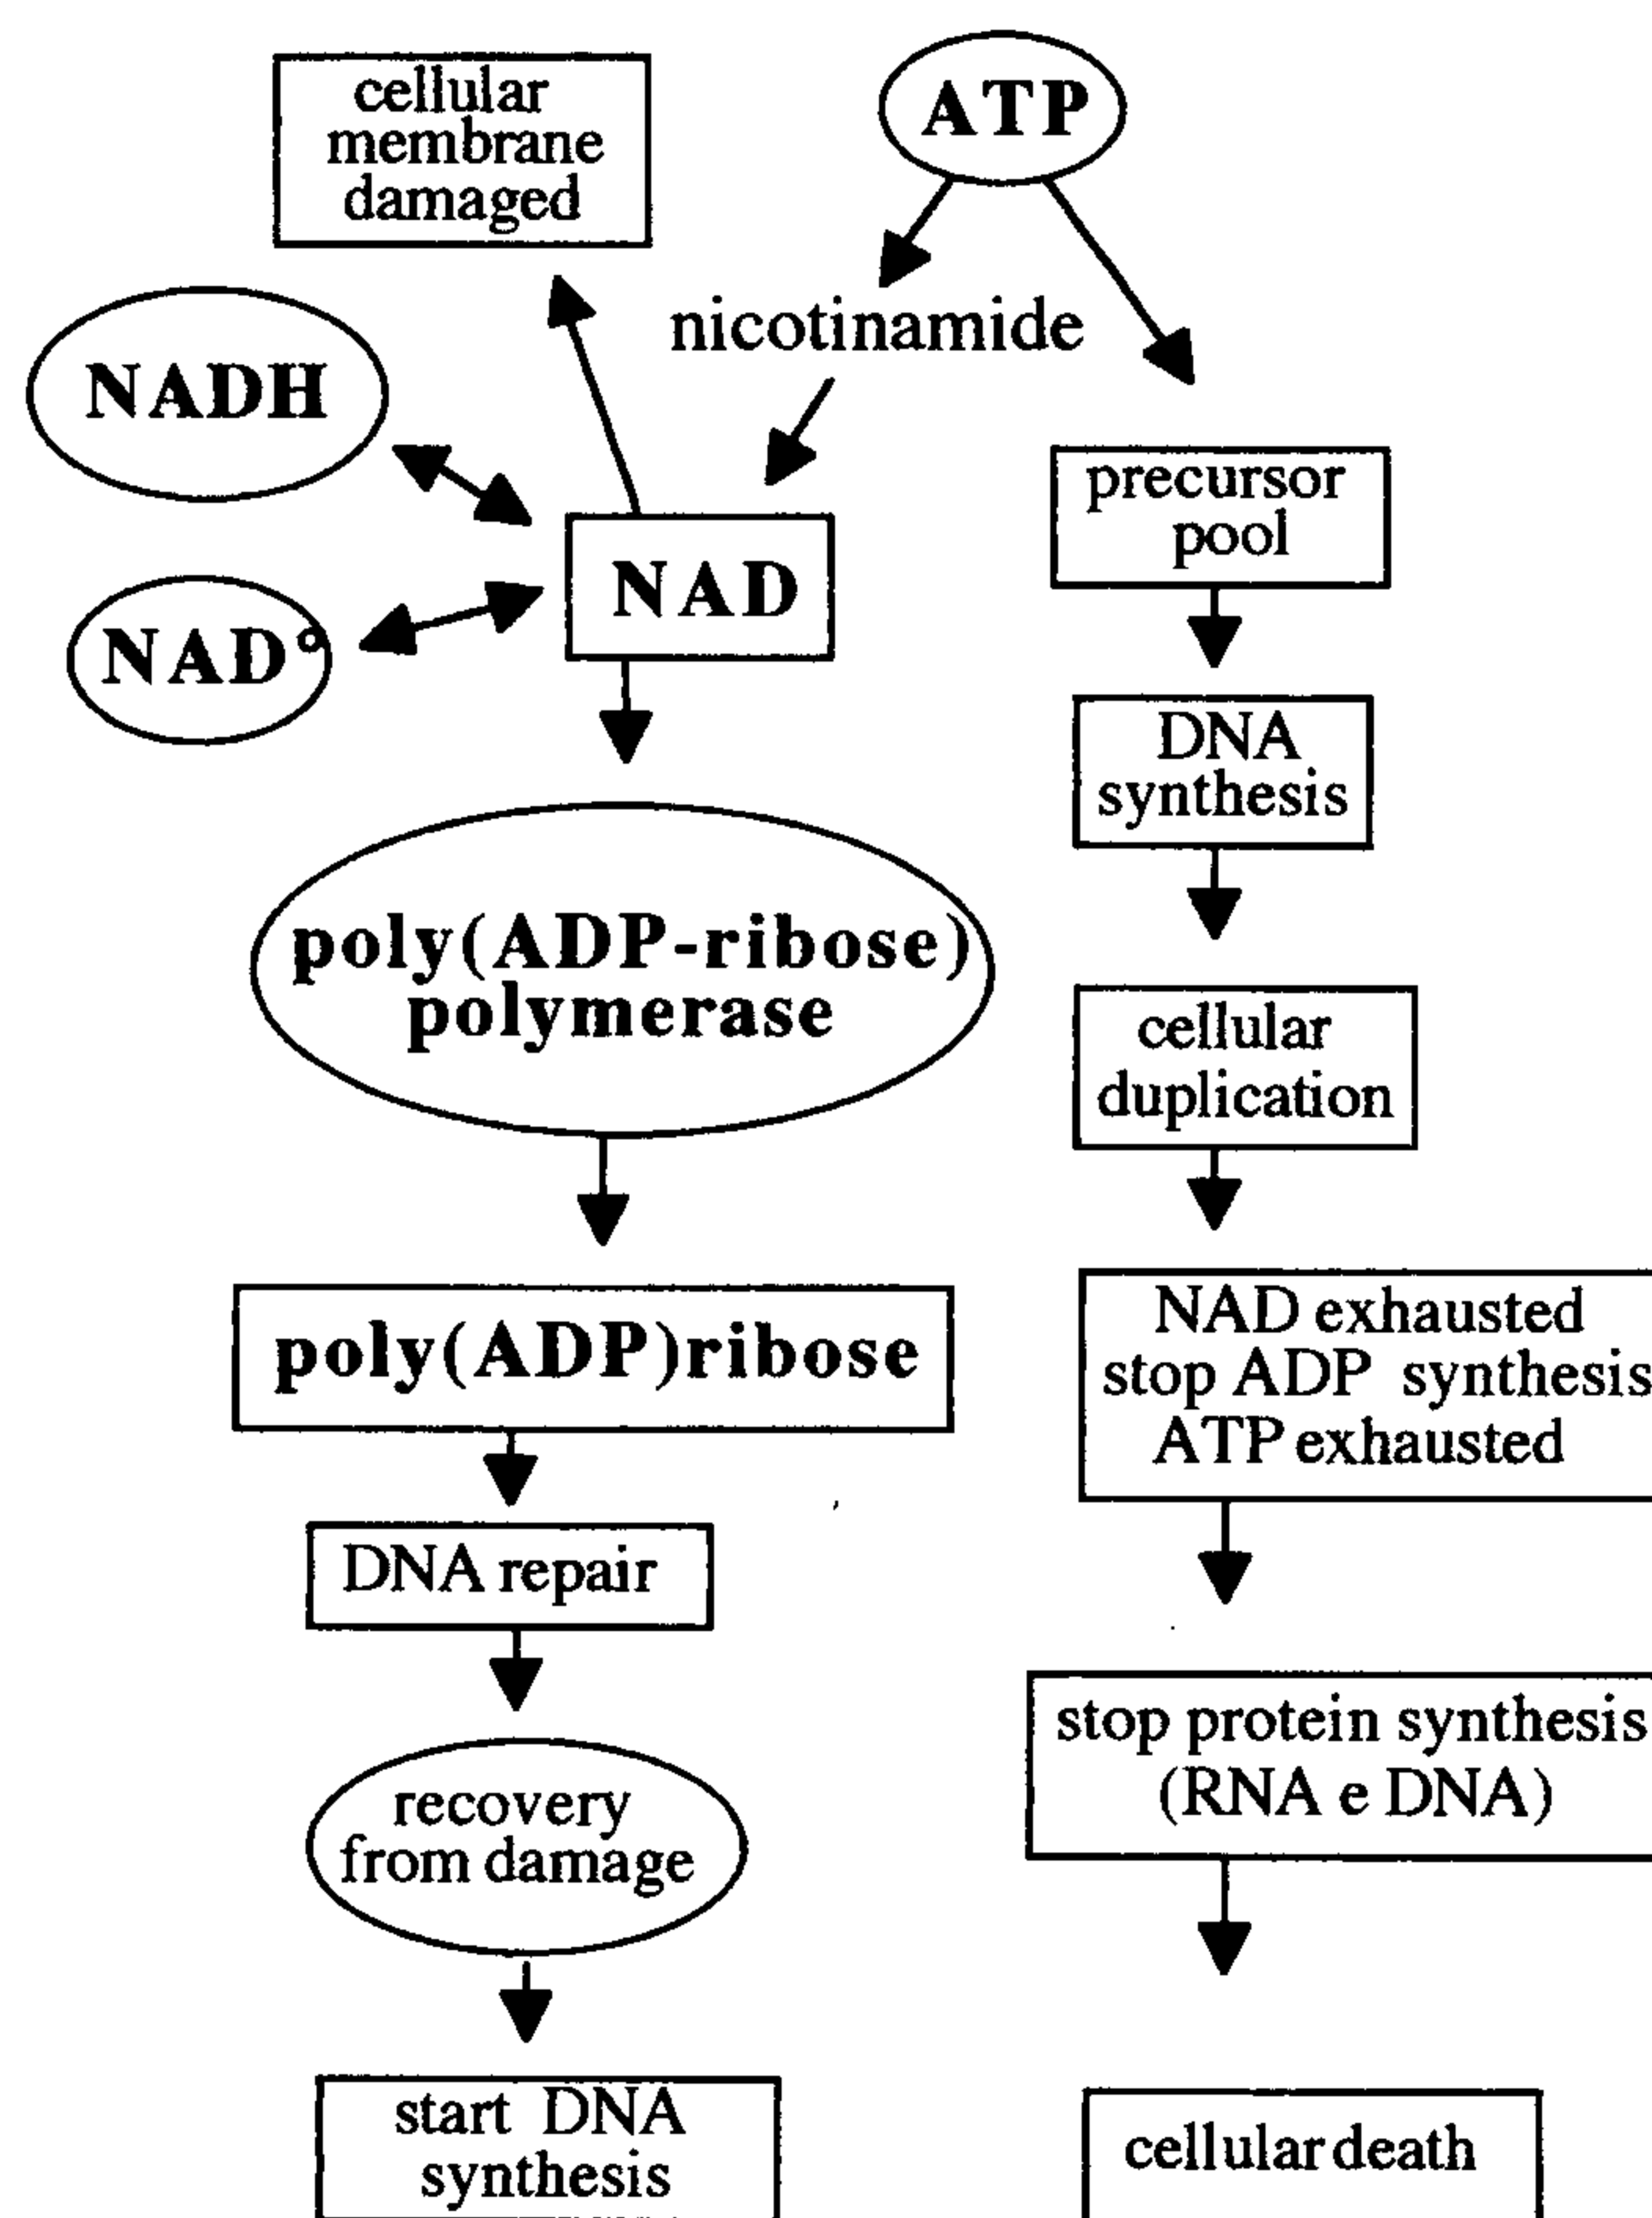 cellular
membrane
damaged
ATP
nicotinamide
NADH
precursor
pool
NAD
NAD°
DNA
synthesis
poly(ADP-ribose)
polymerase
cellular
duplication
poly(ADP)ribose
NAD exhausted
stop ADP synthesis
ATP exhausted
DNA repair
stop protein synthesis
(RNA e DNA)
recovery
from damage
start DNA
synthesis
cellular death